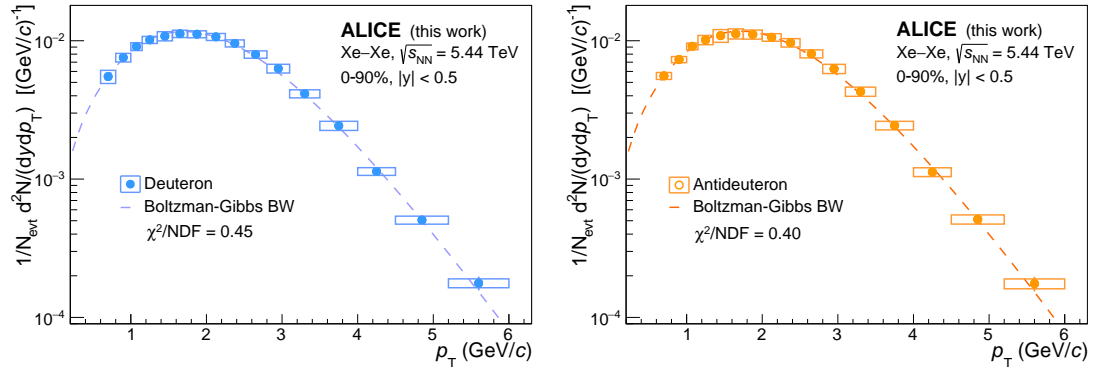 ALICE (this work)
Xe–Xe, √sNN = 5.44 TeV
0-90%, |y| < 0.5
Deuteron
Boltzman-Gibbs BW
χ²/NDF = 0.45
1/Nevt d²N/(dydpT) [(GeV/c)⁻¹]
10⁻²
10⁻³
10⁻⁴
1 2 3 4 5 6
pT (GeV/c)
ALICE (this work)
Xe–Xe, √sNN = 5.44 TeV
0-90%, |y| < 0.5
Antideuteron
Boltzman-Gibbs BW
χ²/NDF = 0.40
1/Nevt d²N/(dydpT) [(GeV/c)⁻¹]
10⁻²
10⁻³
10⁻⁴
1 2 3 4 5 6
pT (GeV/c)